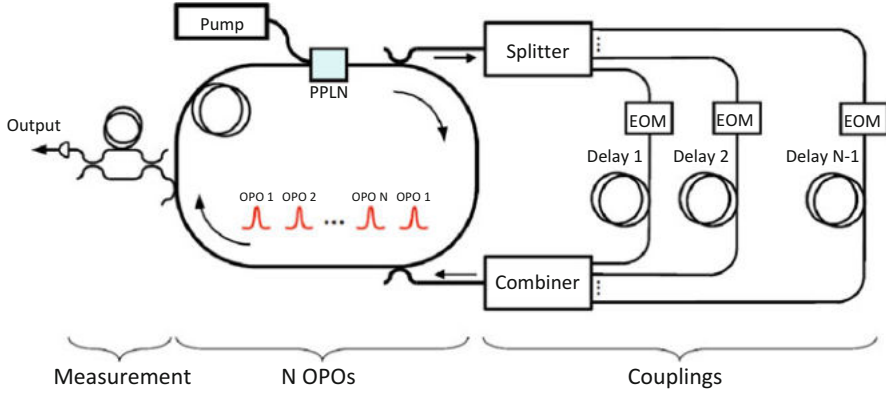 Pump
PPLN
Splitter
EOM
EOM
EOM
Output
Delay 1
Delay 2
Delay N-1
OPO 1
OPO 2
...
OPO N
OPO 1
Combiner
Measurement
N OPOs
Couplings